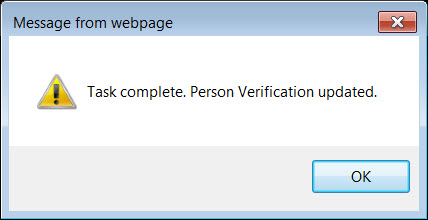 Message from webpage
Task complete. Person Verification updated.
OK